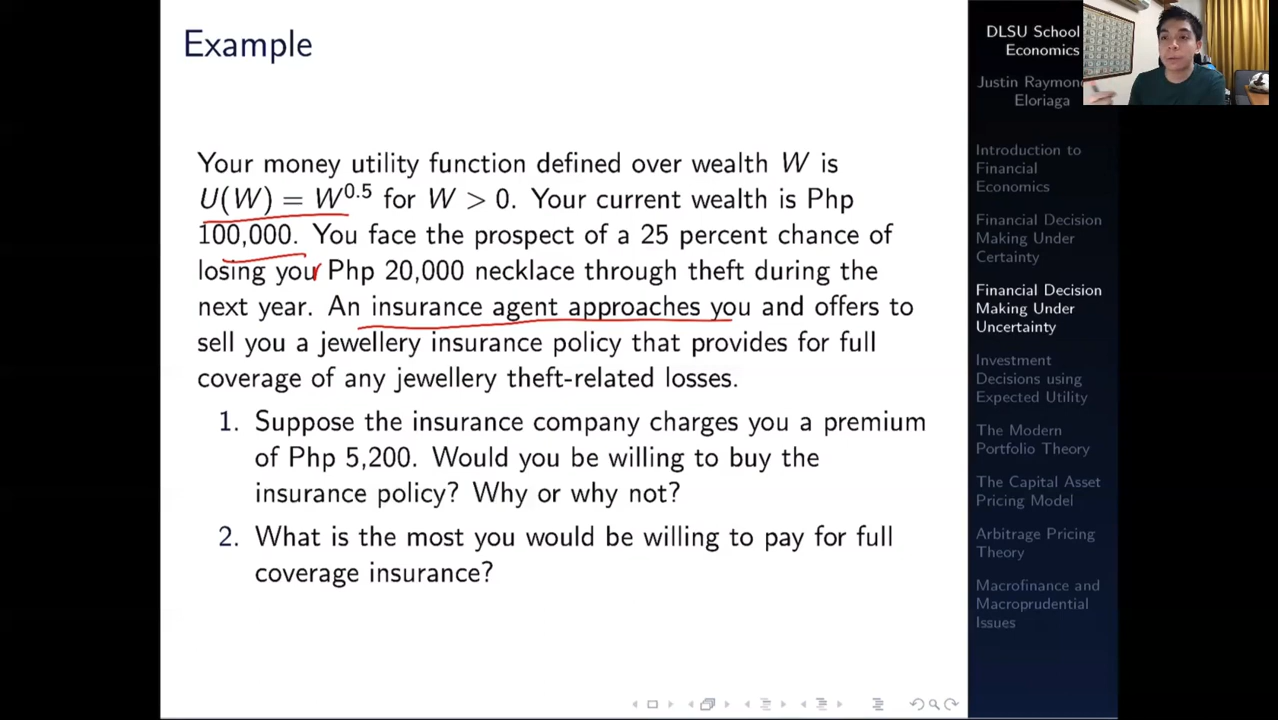 Example
Your money utility function defined over wealth W is
U(W) = W^0.5 for W > 0. Your current wealth is Php
100,000. You face the prospect of a 25 percent chance of
losing your Php 20,000 necklace through theft during the
next year. An insurance agent approaches you and offers to
sell you a jewellery insurance policy that provides for full
coverage of any jewellery theft-related losses.
1. Suppose the insurance company charges you a premium
of Php 5,200. Would you be willing to buy the
insurance policy? Why or why not?
2. What is the most you would be willing to pay for full
coverage insurance?
DLSU School
Economics
Justin Raymon
Eloriaga
Introduction to
Financial
Economics
Financial Decision
Making Under
Certainty
Financial Decision
Making Under
Uncertainty
Investment
Decisions using
Expected Utility
The Modern
Portfolio Theory
The Capital Asset
Pricing Model
Arbitrage Pricing
Theory
Macrofinance and
Macroprudential
Issues